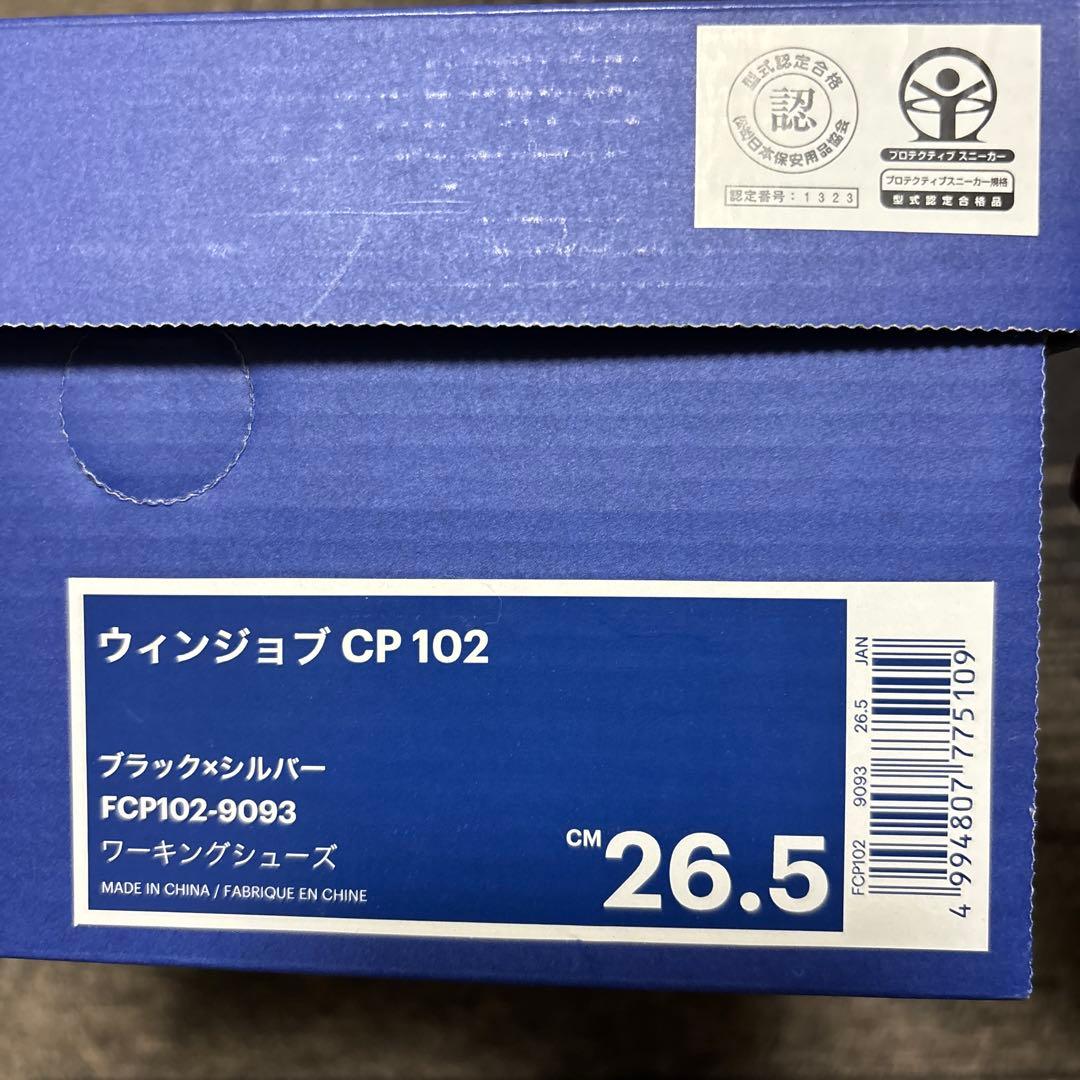 型式認定合格
認
(公社)日本保安用品協会
認定番号：1323
プロテクティブ スニーカー
プロテクティブスニーカー規格
型式認定合格品
ウィンジョブ CP 102
ブラック×シルバー
FCP102-9093
ワーキングシューズ
MADE IN CHINA / FABRIQUE EN CHINE
CM 26.5
FCP102 9093 26.5 JAN
4 994807 775109